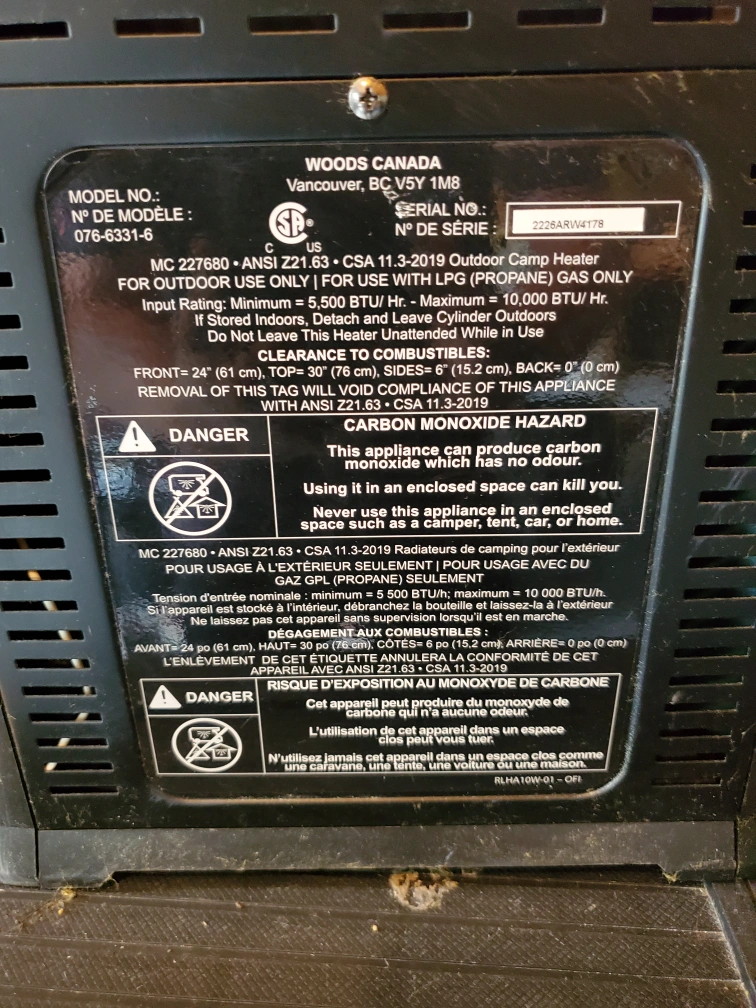 WOODS CANADA
Vancouver, BC V5Y 1M8
MODEL NO.:
Nº DE MODÈLE :
076-6331-6
SA®
C US
SERIAL NO.:
Nº DE SÉRIE :
2226ARW4178
MC 227680 • ANSI Z21.63 • CSA 11.3-2019 Outdoor Camp Heater
FOR OUTDOOR USE ONLY | FOR USE WITH LPG (PROPANE) GAS ONLY
Input Rating: Minimum = 5,500 BTU/ Hr. - Maximum = 10,000 BTU/ Hr.
If Stored Indoors, Detach and Leave Cylinder Outdoors
Do Not Leave This Heater Unattended While in Use
CLEARANCE TO COMBUSTIBLES:
FRONT= 24" (61 cm), TOP= 30" (76 cm), SIDES= 6" (15.2 cm), BACK= 0" (0 cm)
REMOVAL OF THIS TAG WILL VOID COMPLIANCE OF THIS APPLIANCE
WITH ANSI Z21.63 • CSA 11.3-2019
DANGER
CARBON MONOXIDE HAZARD
This appliance can produce carbon
monoxide which has no odour.
Using it in an enclosed space can kill you.
Never use this appliance in an enclosed
space such as a camper, tent, car, or home.
MC 227680 • ANSI Z21.63 • CSA 11.3-2019 Radiateurs de camping pour l'extérieur
POUR USAGE À L'EXTÉRIEUR SEULEMENT | POUR USAGE AVEC DU
GAZ GPL (PROPANE) SEULEMENT
Tension d'entrée nominale : minimum = 5 500 BTU/h; maximum = 10 000 BTU/h.
Si l'appareil est stocké à l'intérieur, débranchez la bouteille et laissez-la à l'extérieur
Ne laissez pas cet appareil sans supervision lorsqu'il est en marche.
DÉGAGEMENT AUX COMBUSTIBLES :
AVANT= 24 po (61 cm), HAUT= 30 po (76 cm), CÔTÉS= 6 po (15.2 cm), ARRIÈRE= 0 po (0 cm)
L'ENLÈVEMENT DE CET ÉTIQUETTE ANNULERA LA CONFORMITÉ DE CET
APPAREIL AVEC ANSI Z21.63 • CSA 11.3-2019
DANGER
RISQUE D'EXPOSITION AU MONOXYDE DE CARBONE
Cet appareil peut produire du monoxyde de
carbone qui n'a aucune odeur.
L'utilisation de cet appareil dans un espace
clos peut vous tuer.
N'utilisez jamais cet appareil dans un espace clos comme
une caravane, une tente, une voiture ou une maison.
RLHA10W-01 – OFI